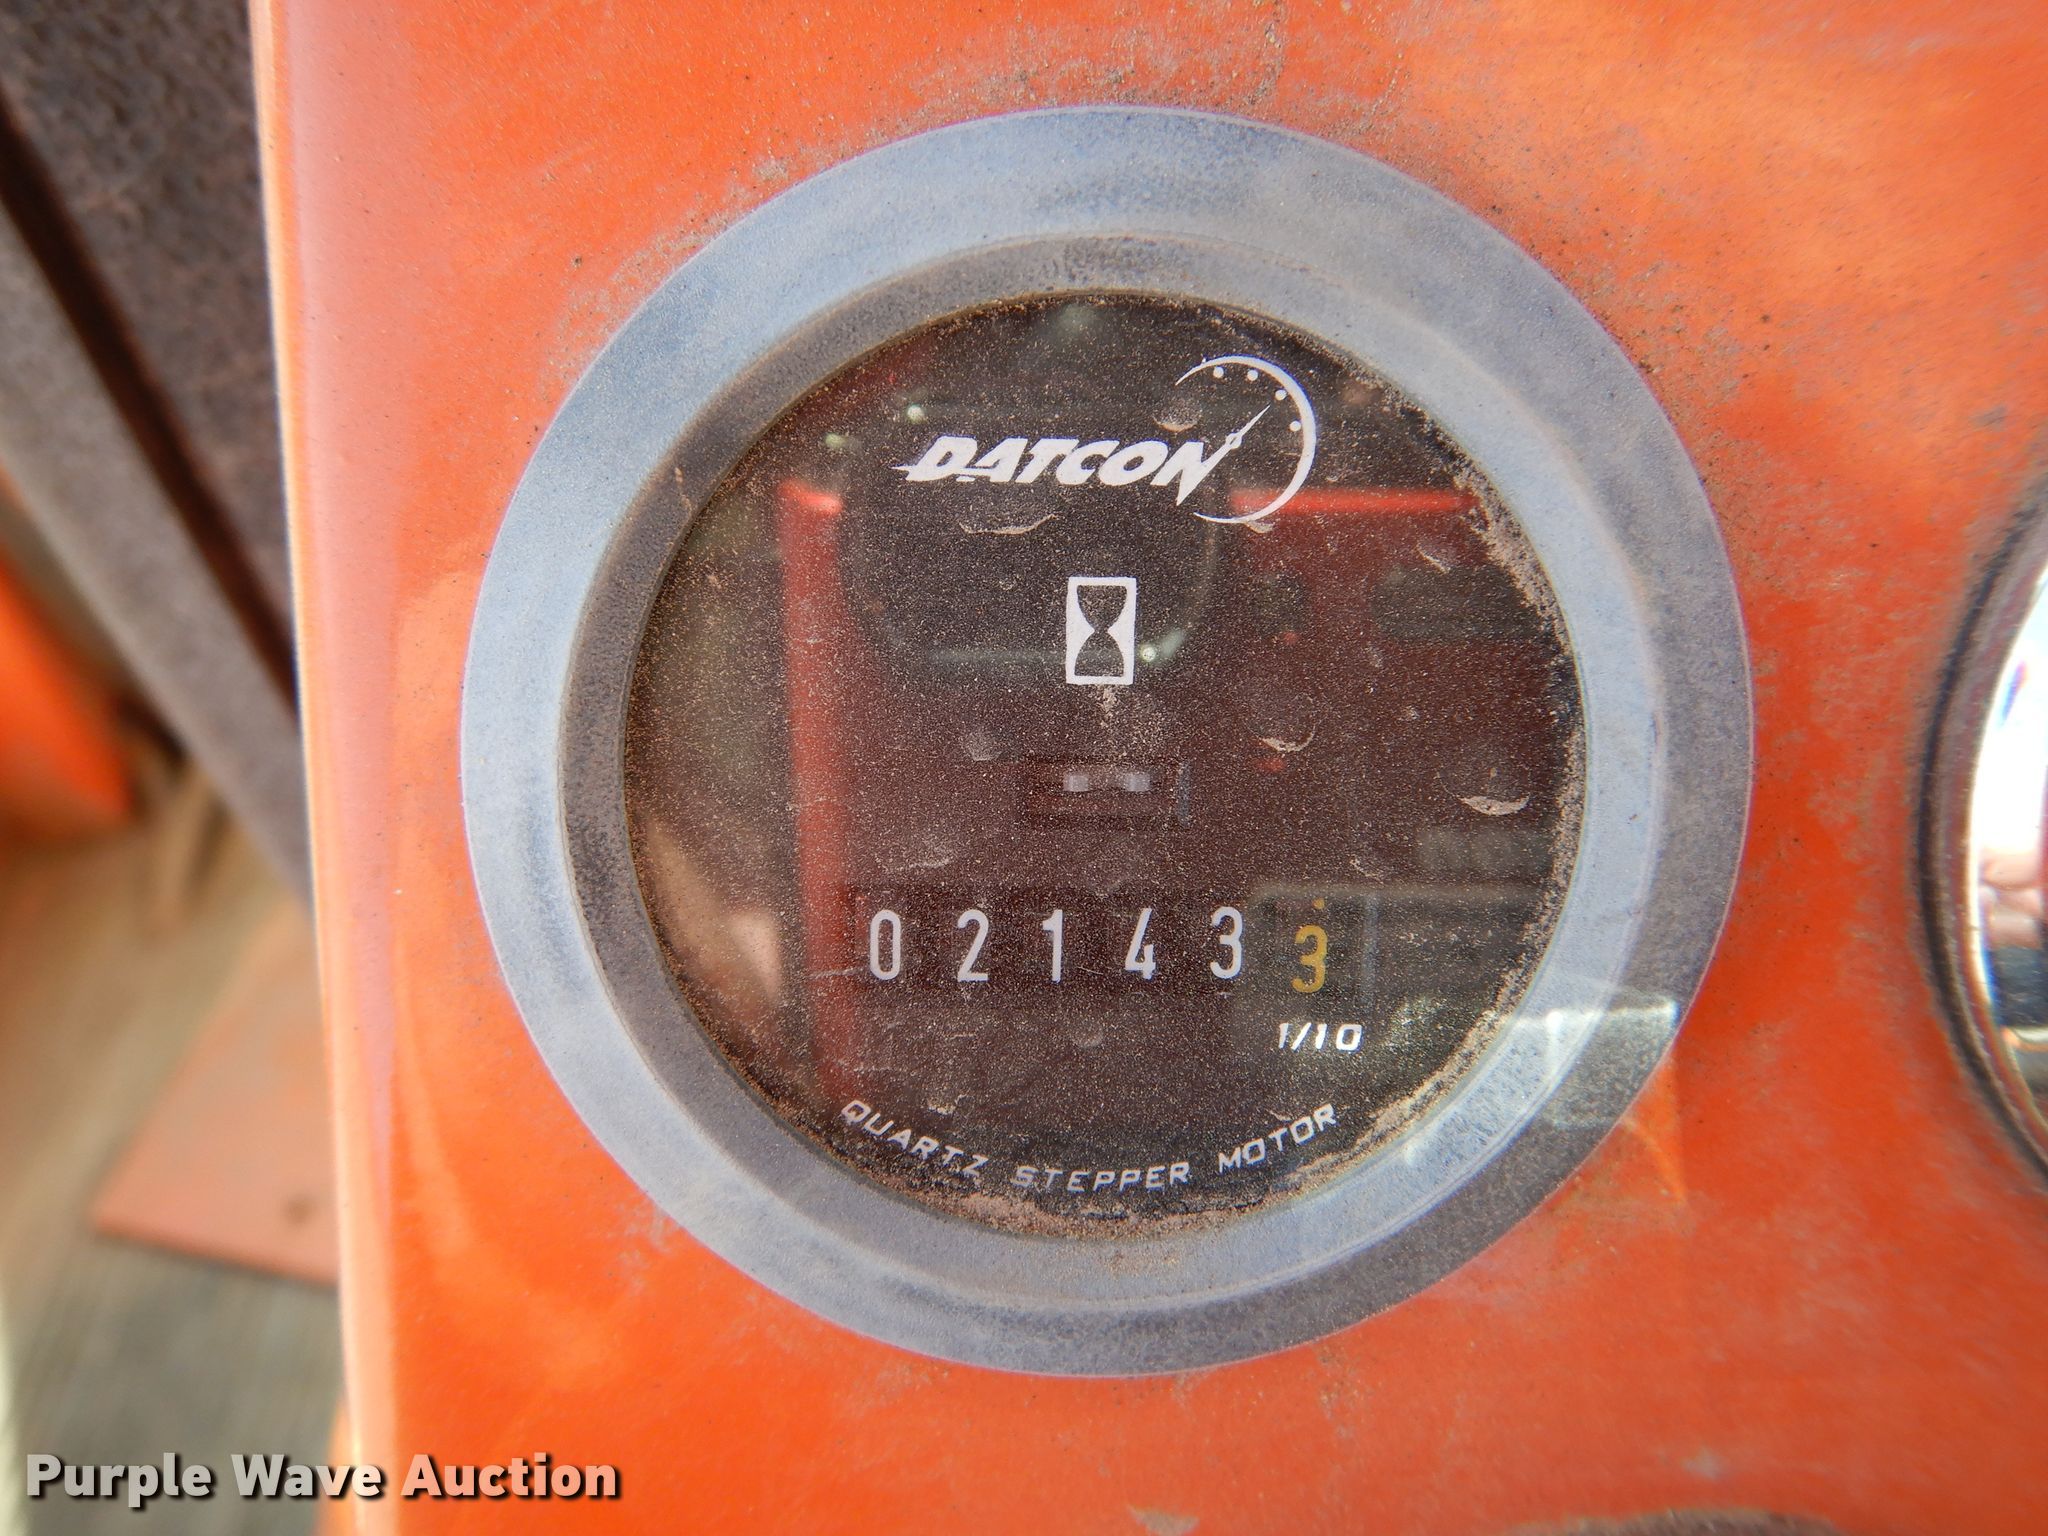 DATCON
02143 3
1/10
QUARTZ STEPPER MOTOR
Purple Wave Auction